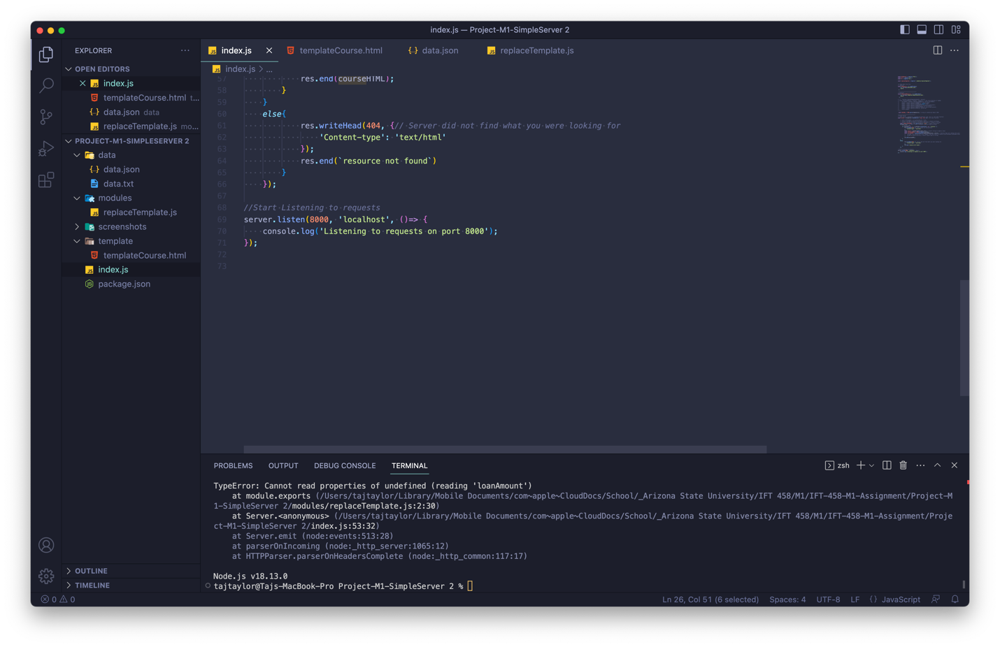 index.js — Project-M1-SimpleServer 2
EXPLORER
OPEN EDITORS
index.js
templateCourse.html t...
data.json data
replaceTemplate.js mo...
PROJECT-M1-SIMPLESERVER 2
data
data.json
data.txt
modules
replaceTemplate.js
screenshots
template
templateCourse.html
index.js
package.json
OUTLINE
TIMELINE
index.js templateCourse.html data.json replaceTemplate.js
index.js > ...
57 res.end(courseHTML);
58 }
59 }
60 else{
61 res.writeHead(404, {// Server did not find what you were looking for
62 'Content-type': 'text/html'
63 });
64 res.end(`resource not found`)
65 }
66 });
67
68 //Start Listening to requests
69 server.listen(8000, 'localhost', ()=> {
70 console.log('Listening to requests on port 8000');
71 });
72
73
PROBLEMS OUTPUT DEBUG CONSOLE TERMINAL zsh
TypeError: Cannot read properties of undefined (reading 'loanAmount')
at module.exports (/Users/tajtaylor/Library/Mobile Documents/com~apple~CloudDocs/School/_Arizona State University/IFT 458/M1/IFT-458-M1-Assignment/Project-M
1-SimpleServer 2/modules/replaceTemplate.js:2:30)
at Server.<anonymous> (/Users/tajtaylor/Library/Mobile Documents/com~apple~CloudDocs/School/_Arizona State University/IFT 458/M1/IFT-458-M1-Assignment/Proje
ct-M1-SimpleServer 2/index.js:53:32)
at Server.emit (node:events:513:28)
at parserOnIncoming (node:_http_server:1065:12)
at HTTPParser.parserOnHeadersComplete (node:_http_common:117:17)
Node.js v18.13.0
tajtaylor@Tajs-MacBook-Pro Project-M1-SimpleServer 2 %
0 0 Ln 26, Col 51 (6 selected) Spaces: 4 UTF-8 LF {} JavaScript